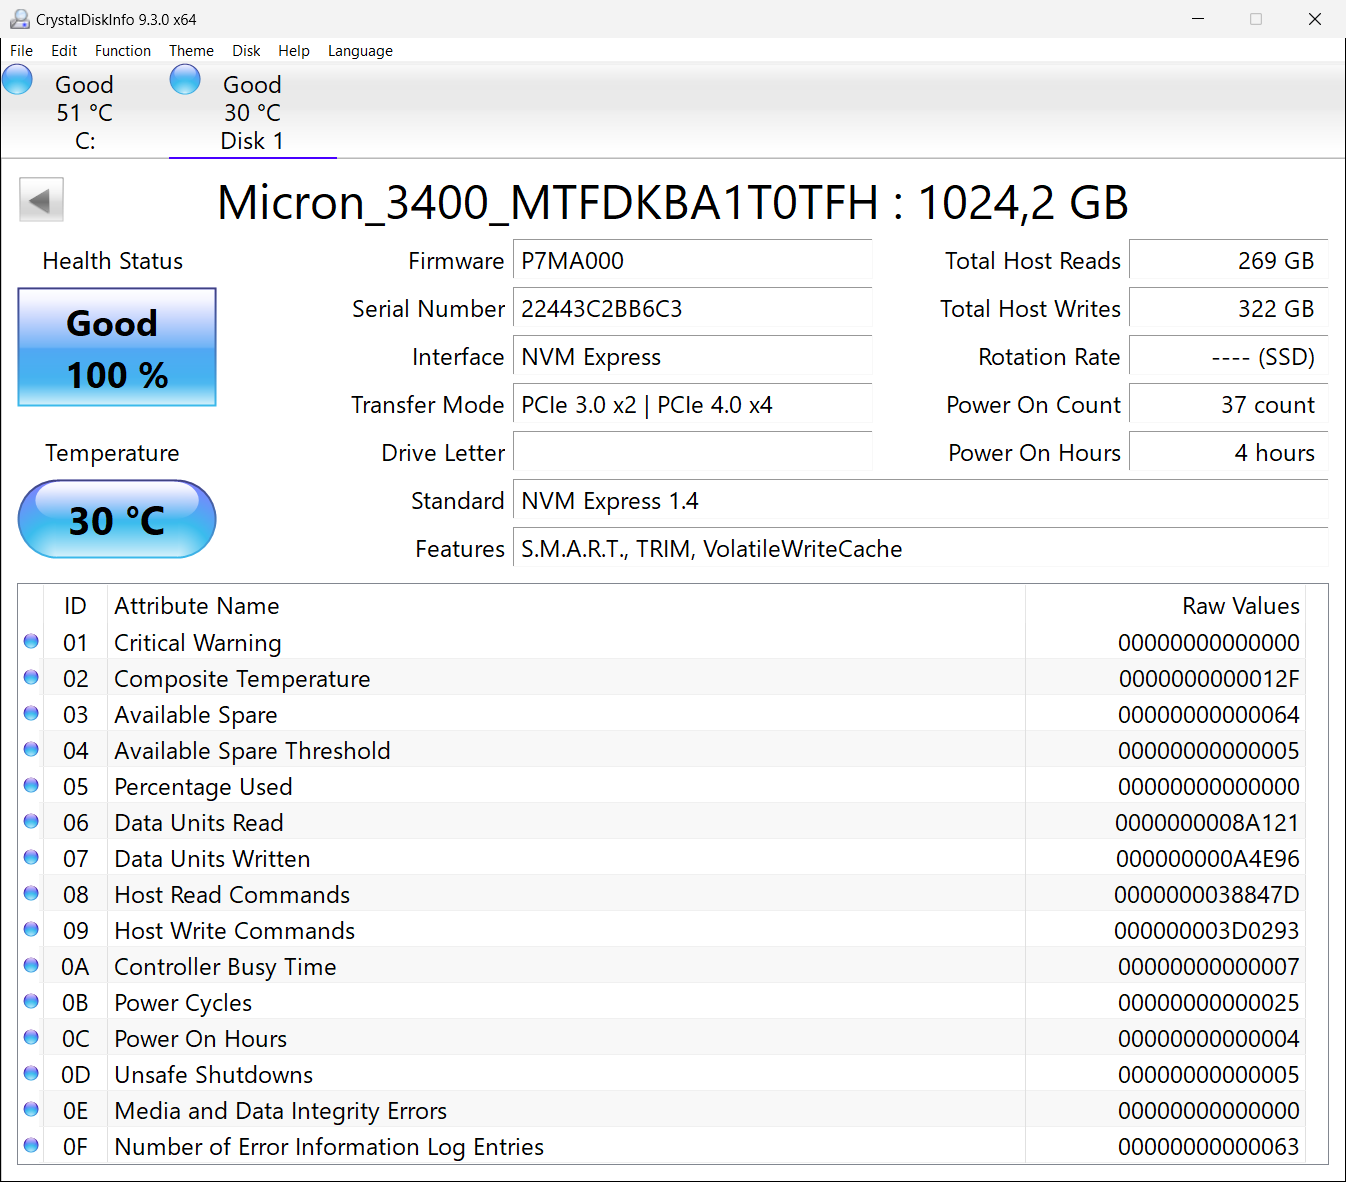 CrystalDiskInfo 9.3.0 x64
File Edit Function Theme Disk Help Language
Good
51 °C
C:
Good
30 °C
Disk 1
Micron_3400_MTFDKBA1T0TFH : 1024,2 GB
Health Status
Good
100 %
Temperature
30 °C
Firmware P7MA000
Serial Number 22443C2BB6C3
Interface NVM Express
Transfer Mode PCIe 3.0 x2 | PCIe 4.0 x4
Drive Letter
Standard NVM Express 1.4
Features S.M.A.R.T., TRIM, VolatileWriteCache
Total Host Reads 269 GB
Total Host Writes 322 GB
Rotation Rate ---- (SSD)
Power On Count 37 count
Power On Hours 4 hours
ID Attribute Name Raw Values
01 Critical Warning 00000000000000
02 Composite Temperature 0000000000012F
03 Available Spare 00000000000064
04 Available Spare Threshold 00000000000005
05 Percentage Used 00000000000000
06 Data Units Read 0000000008A121
07 Data Units Written 000000000A4E96
08 Host Read Commands 0000000038847D
09 Host Write Commands 000000003D0293
0A Controller Busy Time 00000000000007
0B Power Cycles 00000000000025
0C Power On Hours 00000000000004
0D Unsafe Shutdowns 00000000000005
0E Media and Data Integrity Errors 00000000000000
0F Number of Error Information Log Entries 00000000000063